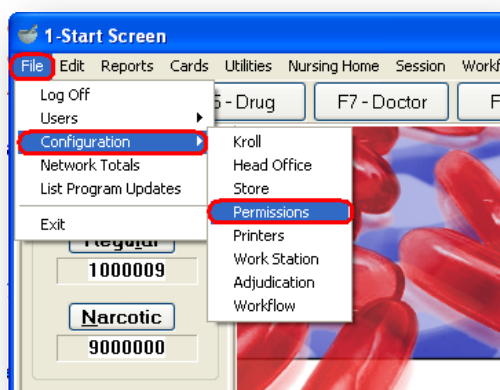 1-Start Screen
File Edit Reports Cards Utilities Nursing Home Session Workf
Log Off
Users
Configuration
Network Totals
List Program Updates
Exit
- Drug
F7 - Doctor
F
Kroll
Head Office
Store
Permissions
Printers
Work Station
Adjudication
Workflow
Regular
1000009
Narcotic
9000000